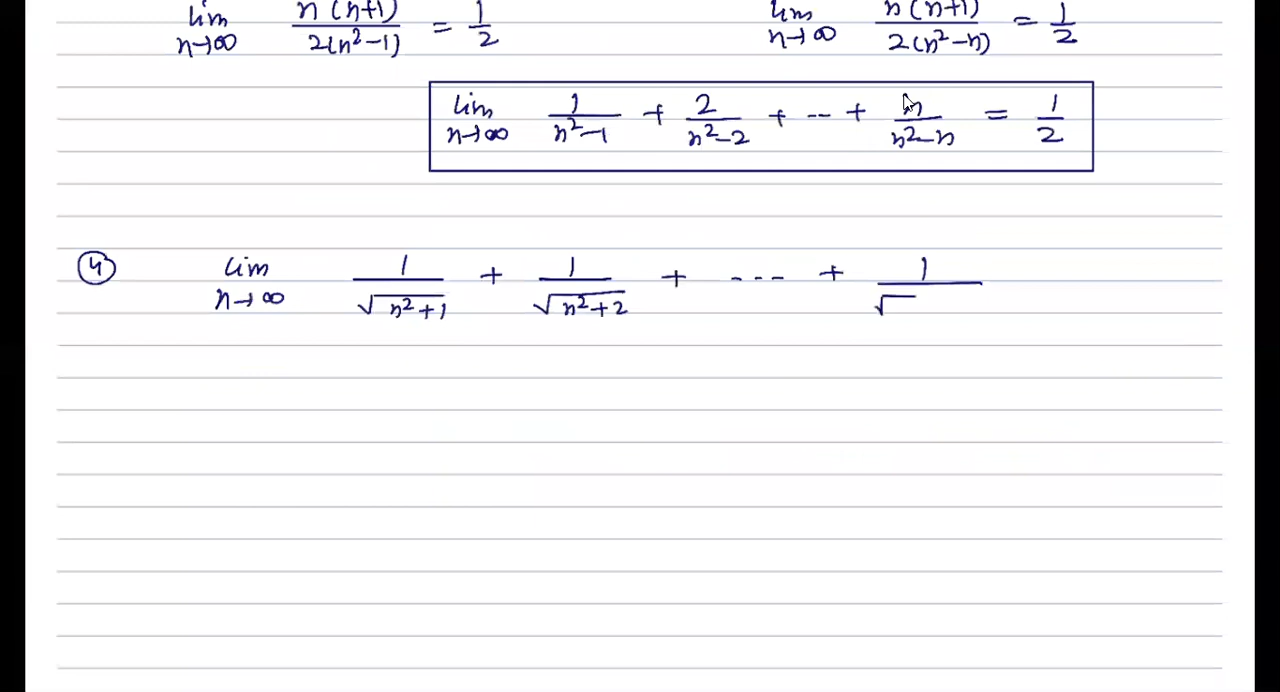 lim n→∞ n(n+1)/2(n²-1) = 1/2 lim n→∞ n(n+1)/2(n²-n) = 1/2
lim n→∞ 1/n²-1 + 2/n²-2 + -- + n/n²-n = 1/2
④ lim n→∞ 1/√n²+1 + 1/√n²+2 + --- + 1/√